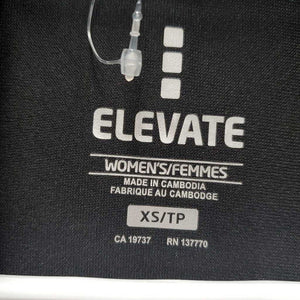 ELEVATE
WOMEN'S/FEMMES
MADE IN CAMBODIA
FABRIQUE AU CAMBODGE
XS/TP
CA 19737 RN 137770